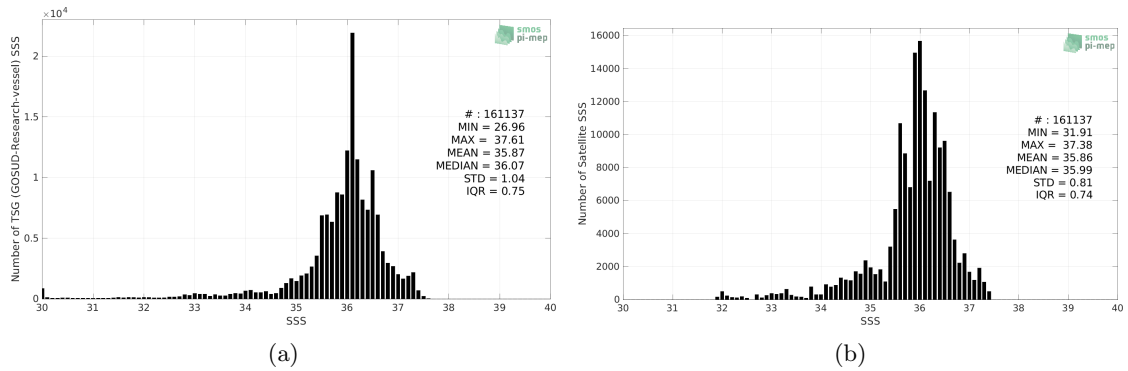 ×10^4
smos
pi-mep
2
1.5
1
0.5
0
Number of TSG (GOSUD-Research-vessel) SSS
# : 161137
MIN = 26.96
MAX = 37.61
MEAN = 35.87
MEDIAN = 36.07
STD = 1.04
IQR = 0.75
30 31 32 33 34 35 36 37 38 39 40
SSS
(a)
smos
pi-mep
16000
14000
12000
10000
8000
6000
4000
2000
0
Number of Satellite SSS
# : 161137
MIN = 31.91
MAX = 37.38
MEAN = 35.86
MEDIAN = 35.99
STD = 0.81
IQR = 0.74
30 31 32 33 34 35 36 37 38 39 40
SSS
(b)